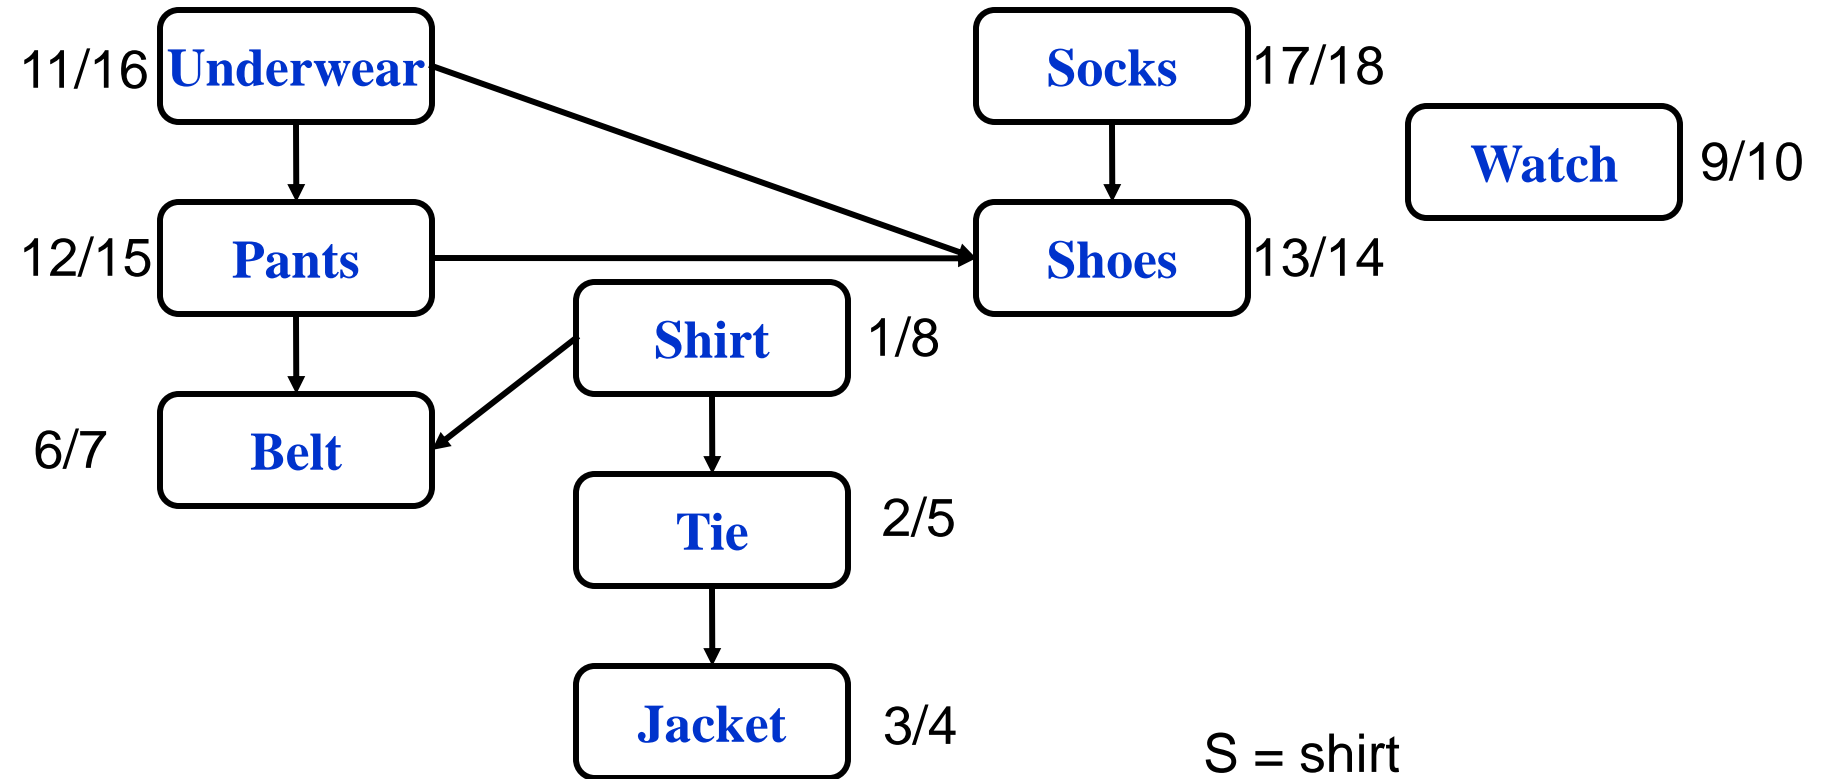 11/16 Underwear
Socks 17/18
Watch 9/10
12/15 Pants
Shoes 13/14
Shirt 1/8
6/7 Belt
Tie 2/5
Jacket 3/4
S = shirt